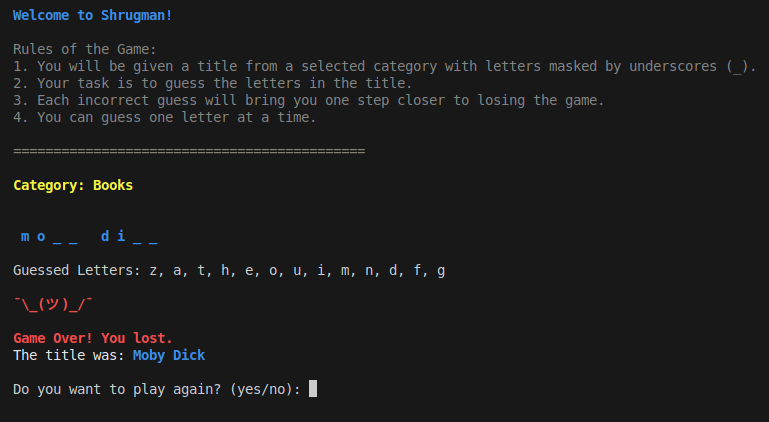 Welcome to Shrugman!
Rules of the Game:
1. You will be given a title from a selected category with letters masked by underscores (_).
2. Your task is to guess the letters in the title.
3. Each incorrect guess will bring you one step closer to losing the game.
4. You can guess one letter at a time.
============================================
Category: Books
m o _ _   d i _ _
Guessed Letters: z, a, t, h, e, o, u, i, m, n, d, f, g
¯\_(ツ)_/¯
Game Over! You lost.
The title was: Moby Dick
Do you want to play again? (yes/no):